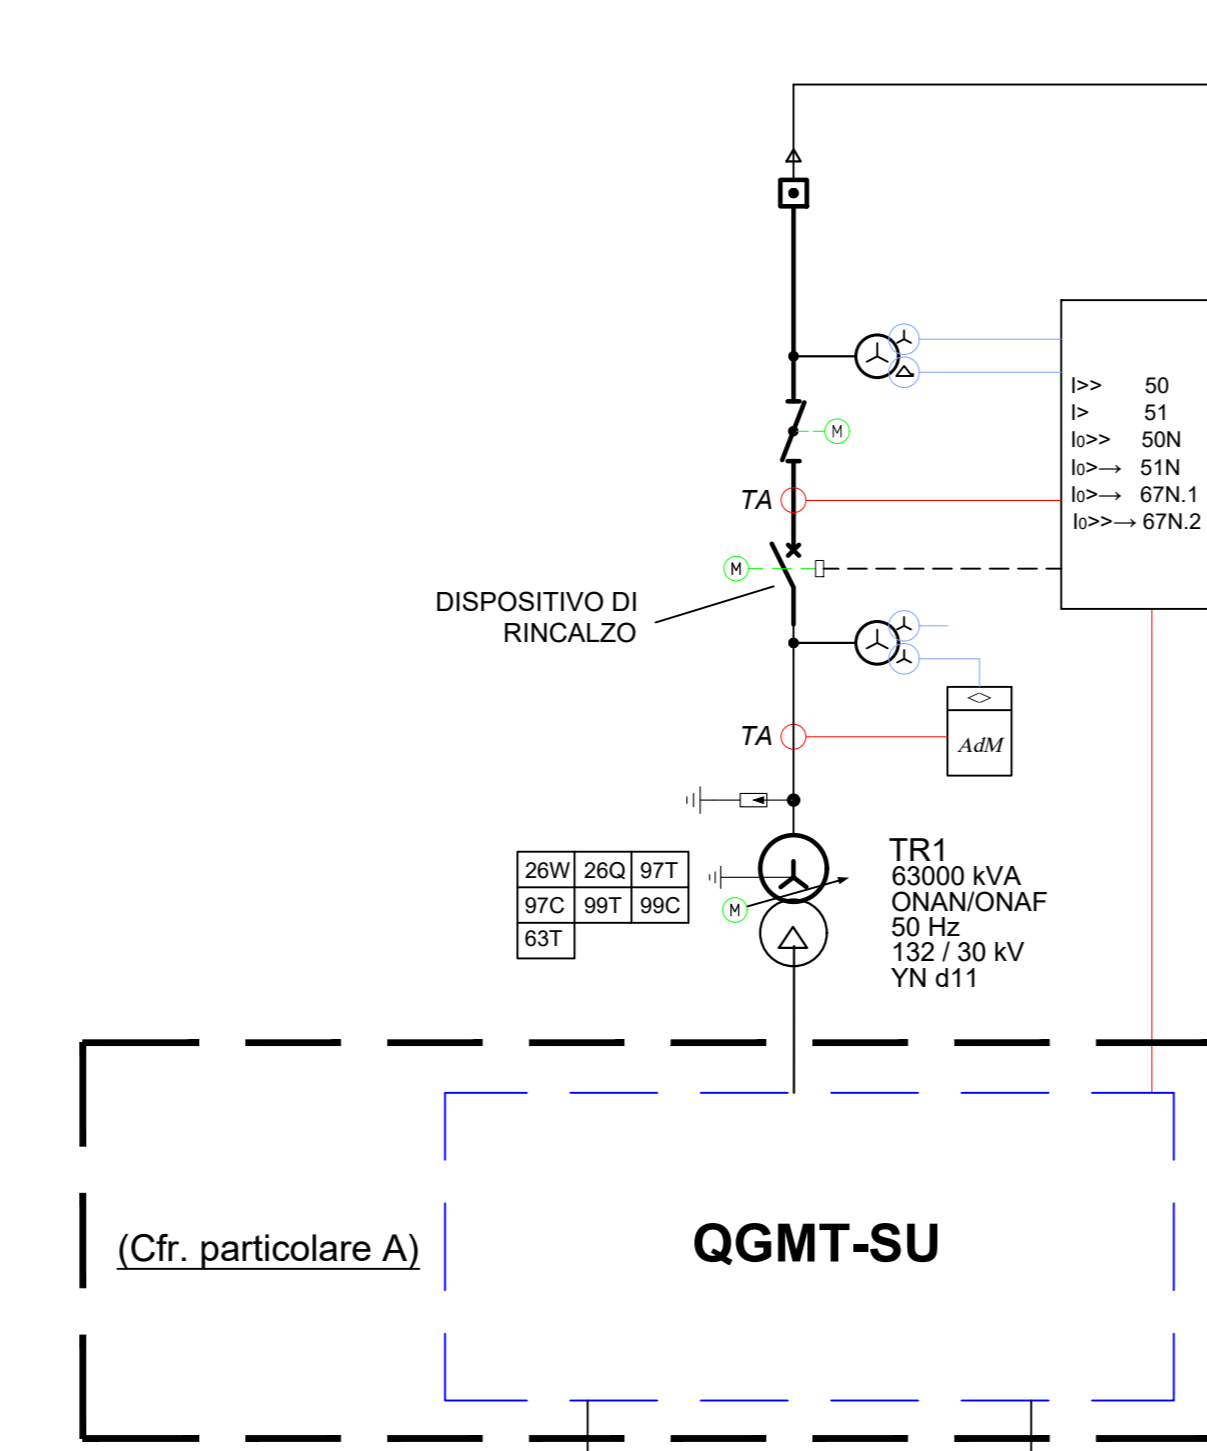 M
I>> 50
I> 51
I0>> 50N
I0>→ 51N
I0>→ 67N.1
I0>>→ 67N.2
TA
M
DISPOSITIVO DI
RINCALZO
TA
AdM
26W 26Q 97T
97C 99T 99C
63T
M
TR1
63000 kVA
ONAN/ONAF
50 Hz
132 / 30 kV
YN d11
(Cfr. particolare A)
QGMT-SU